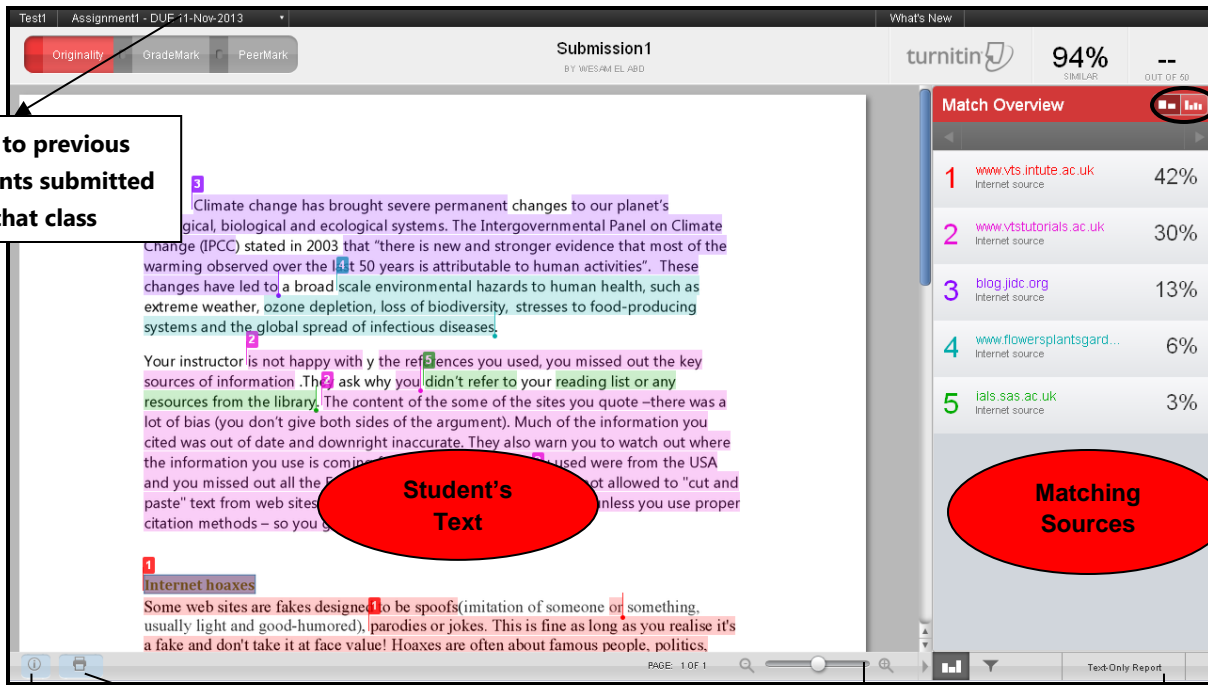 Test1 Assignment1 - DUE 11-Nov-2013 What's New
Originality GradeMark PeerMark
Submission1
BY WESAM EL ABD
turnitin
94%
SIMILAR
--
OUT OF 50
to previous
nts submitted
that class
3
Climate change has brought severe permanent changes to our planet's
gical, biological and ecological systems. The Intergovernmental Panel on Climate
Change (IPCC) stated in 2003 that "there is new and stronger evidence that most of the
warming observed over the last 50 years is attributable to human activities". These
4
changes have led to a broad scale environmental hazards to human health, such as
extreme weather, ozone depletion, loss of biodiversity, stresses to food-producing
systems and the global spread of infectious diseases.
2
Your instructor is not happy with y the references you used, you missed out the key
5
sources of information .They ask why you didn't refer to your reading list or any
2
resources from the library. The content of the some of the sites you quote –there was a
lot of bias (you don't give both sides of the argument). Much of the information you
cited was out of date and downright inaccurate. They also warn you to watch out where
the information you use is coming used were from the USA
and you missed out all the not allowed to "cut and
paste" text from web sites unless you use proper
citation methods – so you
Student's
Text
1
Internet hoaxes
1
Some web sites are fakes designed to be spoofs(imitation of someone or something,
usually light and good-humored), parodies or jokes. This is fine as long as you realise it's
a fake and don't take it at face value! Hoaxes are often about famous people, politics,
PAGE: 1 OF 1
Match Overview
1 www.vts.intute.ac.uk 42%
Internet source
2 www.vtstutorials.ac.uk 30%
Internet source
3 blog.jidc.org 13%
Internet source
4 www.flowersplantsgard... 6%
Internet source
5 ials.sas.ac.uk 3%
Internet source
Matching
Sources
Text-Only Report